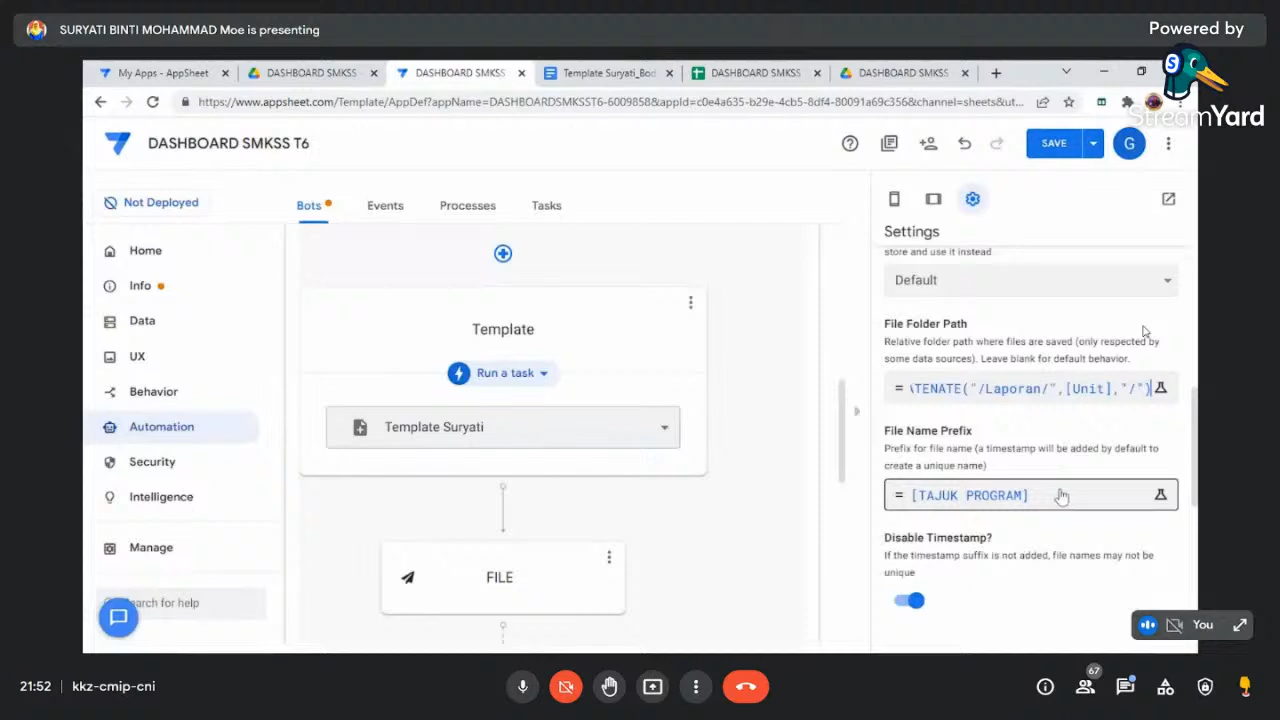 SURYATI BINTI MOHAMMAD Moe is presenting
Powered by
StreamYard
My Apps - AppSheet
DASHBOARD SMKSS
DASHBOARD SMKSS
Template Suryati_Bod
DASHBOARD SMKSS
DASHBOARD SMKSS
https://www.appsheet.com/Template/AppDef?appName=DASHBOARDSMKSST6-6009858&appId=c0e4a635-b29e-4cb5-8df4-80091a69c356&channel=sheets&ut...
DASHBOARD SMKSS T6
SAVE
G
Not Deployed
Bots
Events
Processes
Tasks
Home
Info
Data
UX
Behavior
Automation
Security
Intelligence
Manage
earch for help
Template
Run a task
Template Suryati
FILE
Settings
store and use it instead
Default
File Folder Path
Relative folder path where files are saved (only respected by
some data sources). Leave blank for default behavior.
= ATENATE("/Laporan/",[Unit],"/")
File Name Prefix
Prefix for file name (a timestamp will be added by default to
create a unique name)
= [TAJUK PROGRAM]
Disable Timestamp?
If the timestamp suffix is not added, file names may not be
unique
You
21:52 | kkz-cmip-cni
67